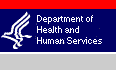 Department of
Health and
Human Services